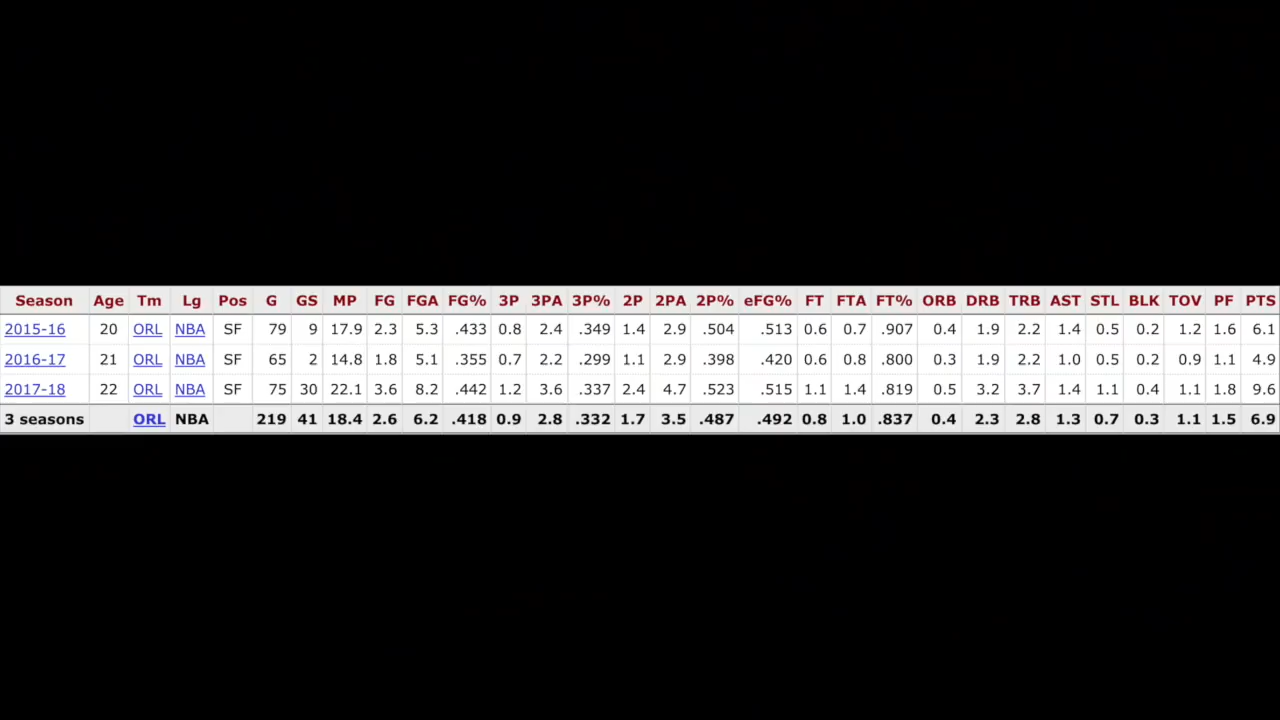 Season Age Tm Lg Pos G GS MP FG FGA FG% 3P 3PA 3P% 2P 2PA 2P% eFG% FT FTA FT% ORB DRB TRB AST STL BLK TOV PF PTS
2015-16 20 ORL NBA SF 79 9 17.9 2.3 5.3 .433 0.8 2.4 .349 1.4 2.9 .504 .513 0.6 0.7 .907 0.4 1.9 2.2 1.4 0.5 0.2 1.2 1.6 6.1
2016-17 21 ORL NBA SF 65 2 14.8 1.8 5.1 .355 0.7 2.2 .299 1.1 2.9 .398 .420 0.6 0.8 .800 0.3 1.9 2.2 1.0 0.5 0.2 0.9 1.1 4.9
2017-18 22 ORL NBA SF 75 30 22.1 3.6 8.2 .442 1.2 3.6 .337 2.4 4.7 .523 .515 1.1 1.4 .819 0.5 3.2 3.7 1.4 1.1 0.4 1.1 1.8 9.6
3 seasons ORL NBA 219 41 18.4 2.6 6.2 .418 0.9 2.8 .332 1.7 3.5 .487 .492 0.8 1.0 .837 0.4 2.3 2.8 1.3 0.7 0.3 1.1 1.5 6.9